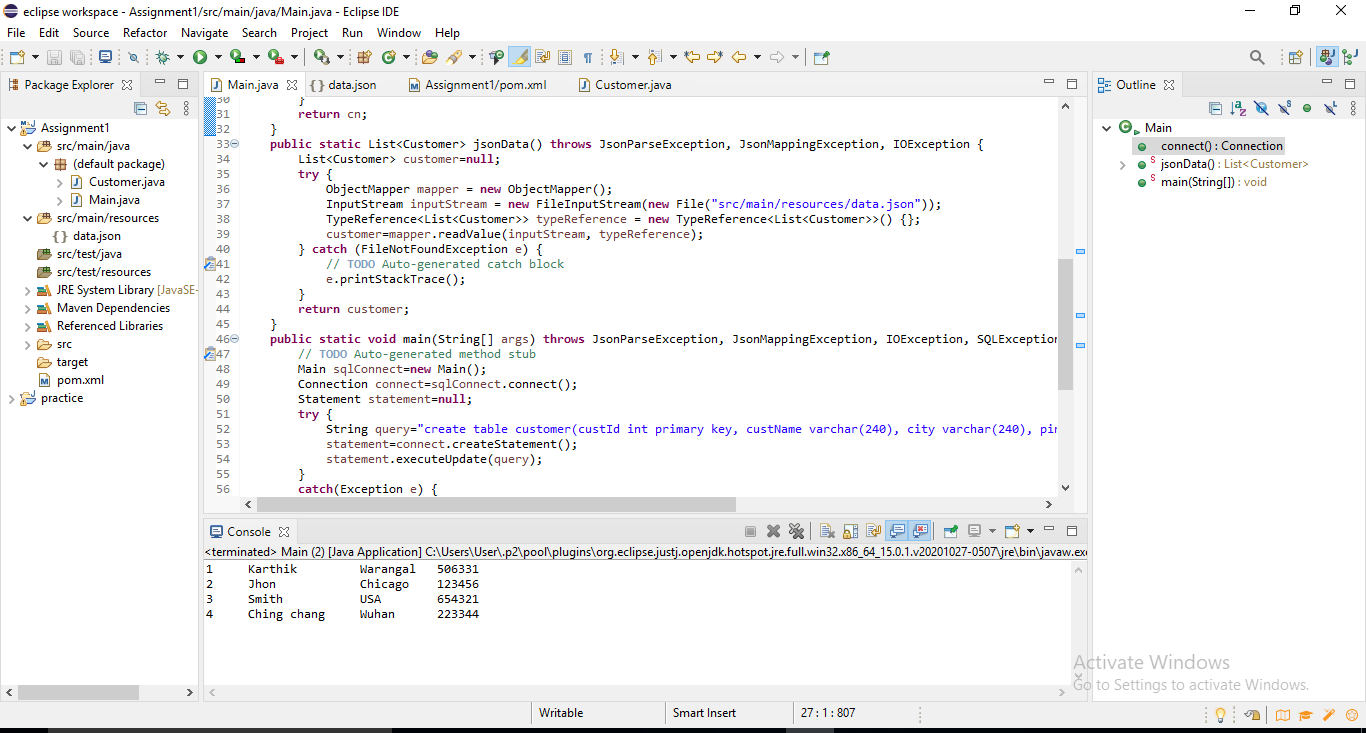 eclipse workspace - Assignment1/src/main/java/Main.java - Eclipse IDE
File Edit Source Refactor Navigate Search Project Run Window Help
Package Explorer
Assignment1
src/main/java
(default package)
Customer.java
Main.java
src/main/resources
{} data.json
src/test/java
src/test/resources
JRE System Library [JavaSE-
Maven Dependencies
Referenced Libraries
src
target
pom.xml
practice
Main.java {} data.json Assignment1/pom.xml Customer.java
30 }
31 return cn;
32 }
33 public static List<Customer> jsonData() throws JsonParseException, JsonMappingException, IOException {
34 List<Customer> customer=null;
35 try {
36 ObjectMapper mapper = new ObjectMapper();
37 InputStream inputStream = new FileInputStream(new File("src/main/resources/data.json"));
38 TypeReference<List<Customer>> typeReference = new TypeReference<List<Customer>>() {};
39 customer=mapper.readValue(inputStream, typeReference);
40 } catch (FileNotFoundException e) {
41 // TODO Auto-generated catch block
42 e.printStackTrace();
43 }
44 return customer;
45 }
46 public static void main(String[] args) throws JsonParseException, JsonMappingException, IOException, SQLException
47 // TODO Auto-generated method stub
48 Main sqlConnect=new Main();
49 Connection connect=sqlConnect.connect();
50 Statement statement=null;
51 try {
52 String query="create table customer(custId int primary key, custName varchar(240), city varchar(240), pin
53 statement=connect.createStatement();
54 statement.executeUpdate(query);
55 }
56 catch(Exception e) {
Outline
Main
connect() : Connection
jsonData() : List<Customer>
main(String[]) : void
Console
<terminated> Main (2) [Java Application] C:\Users\User\.p2\pool\plugins\org.eclipse.justj.openjdk.hotspot.jre.full.win32.x86_64_15.0.1.v20201027-0507\jre\bin\javaw.exe
1 Karthik Warangal 506331
2 Jhon Chicago 123456
3 Smith USA 654321
4 Ching chang Wuhan 223344
Activate Windows
Go to Settings to activate Windows.
Writable Smart Insert 27 : 1 : 807